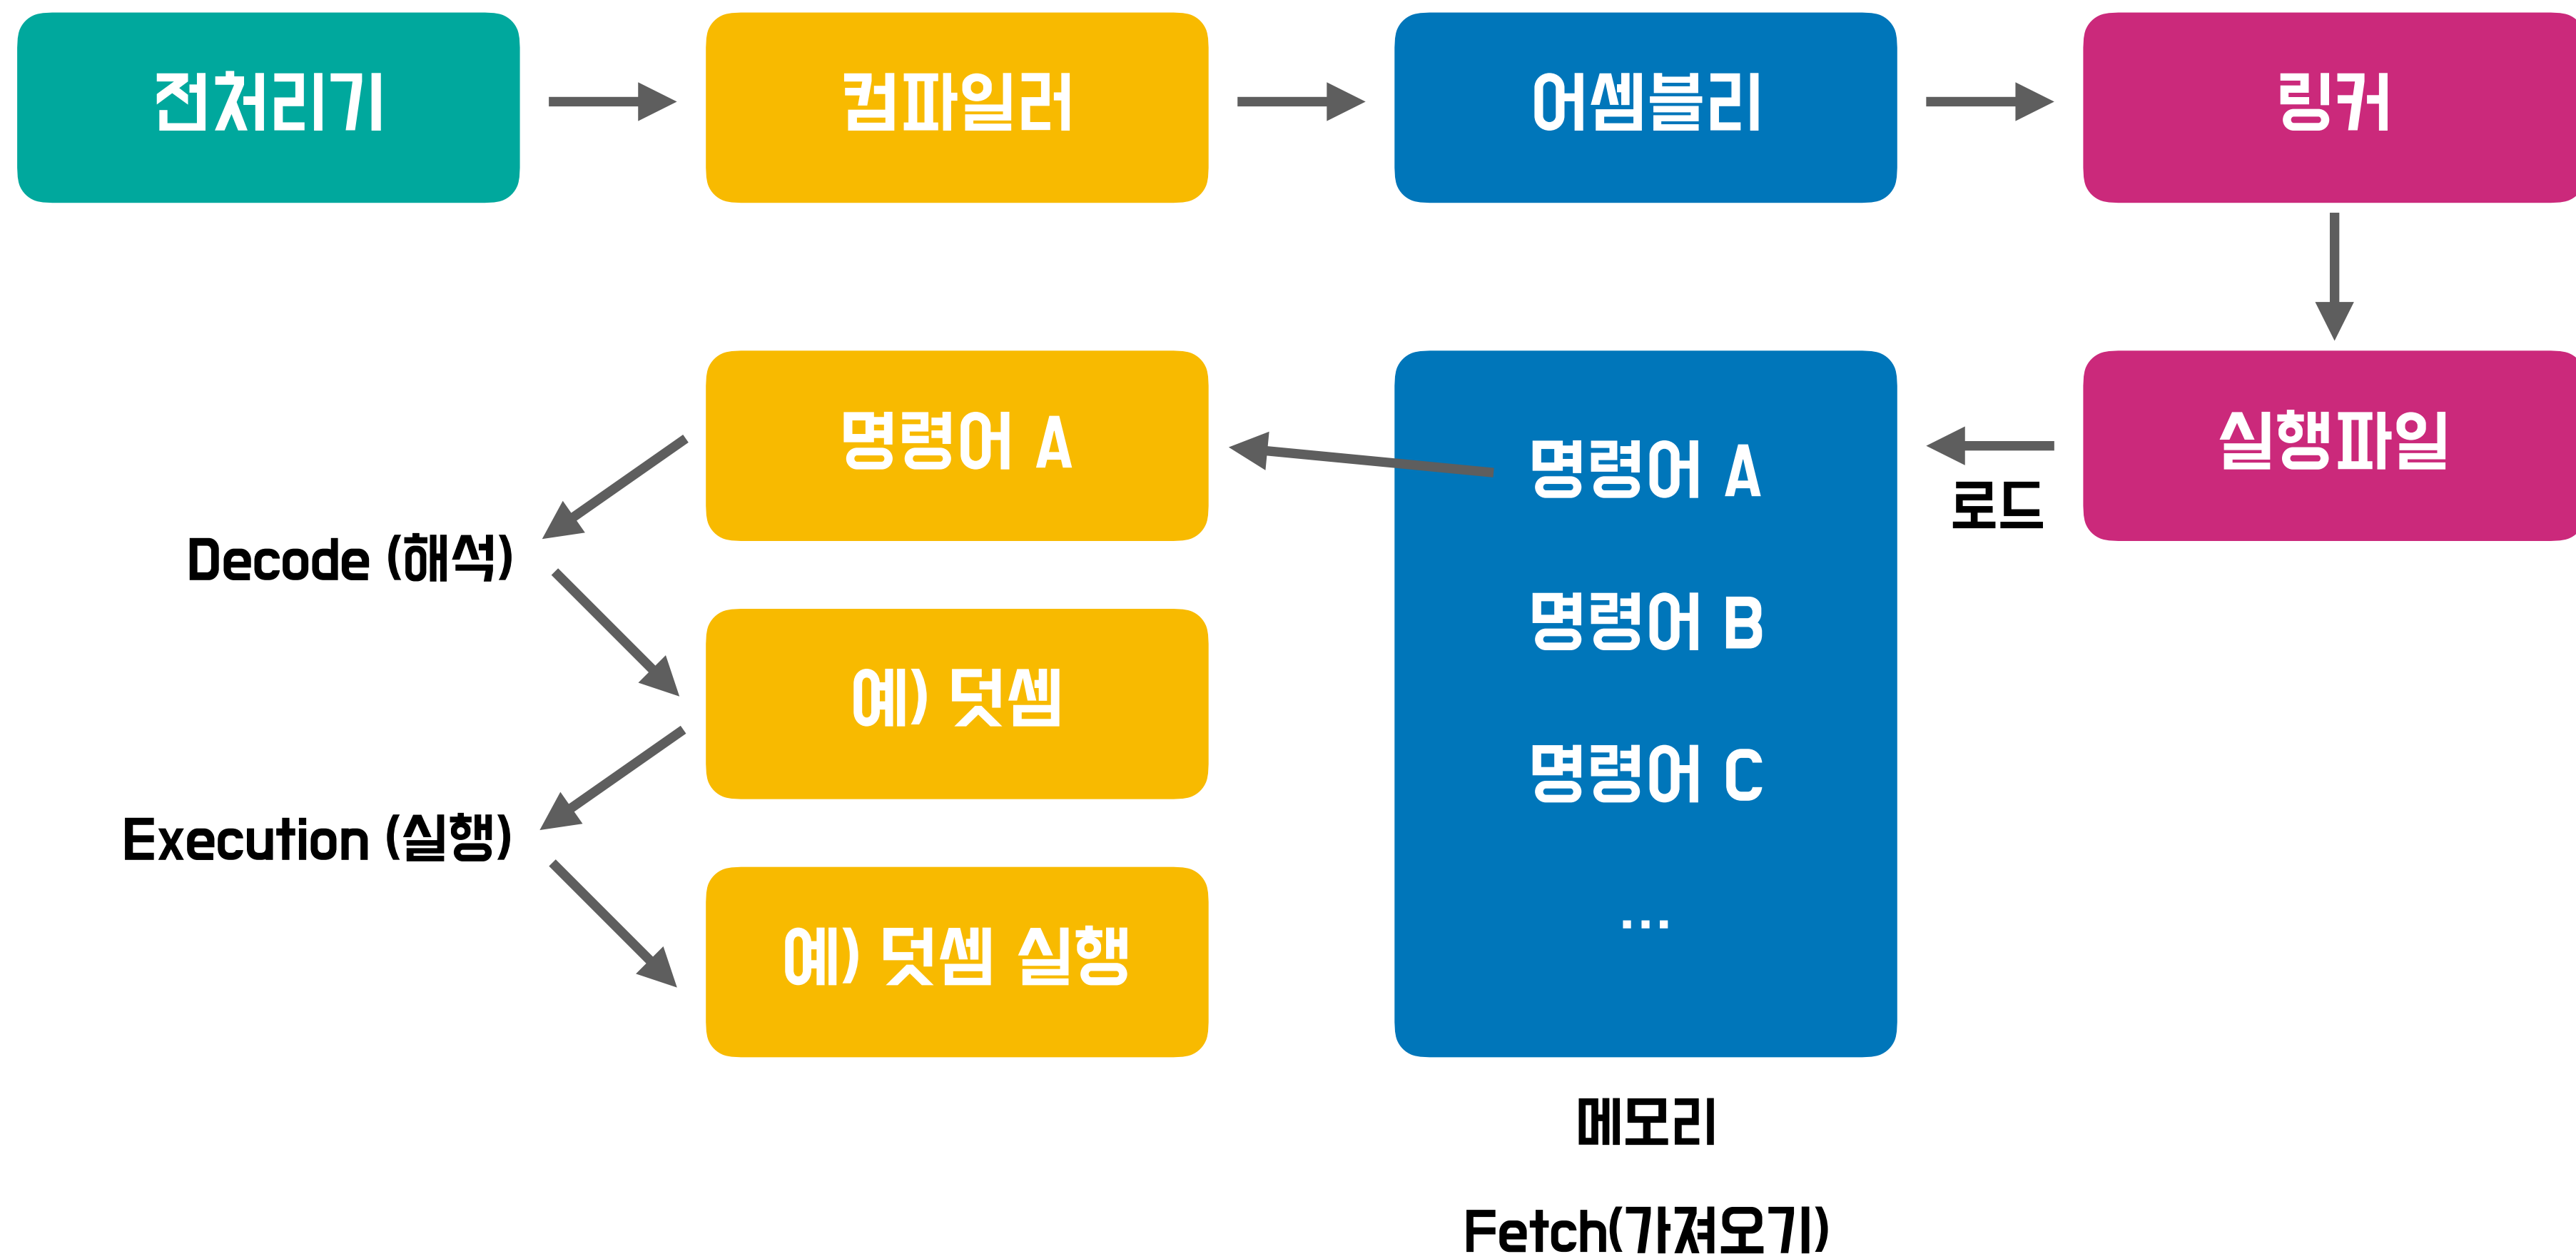 전처리기
컴파일러
어셈블리
링커
실행파일
로드
명령어 A
명령어 B
명령어 C
...
메모리
Fetch(가져오기)
명령어 A
Decode (해석)
예) 덧셈
Execution (실행)
예) 덧셈 실행